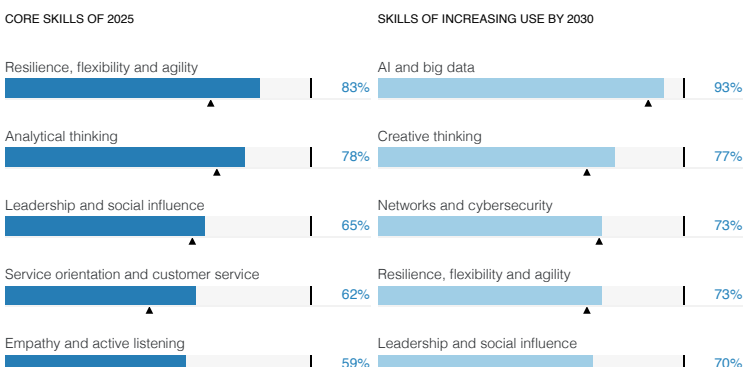 CORE SKILLS OF 2025
Resilience, flexibility and agility
83%
Analytical thinking
78%
Leadership and social influence
65%
Service orientation and customer service
62%
Empathy and active listening
59%
SKILLS OF INCREASING USE BY 2030
AI and big data
93%
Creative thinking
77%
Networks and cybersecurity
73%
Resilience, flexibility and agility
73%
Leadership and social influence
70%